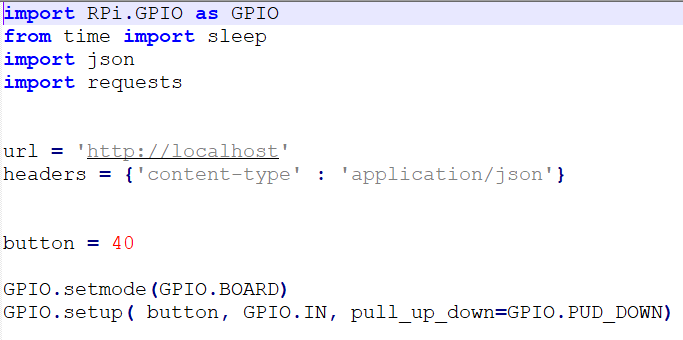 import RPi.GPIO as GPIO
from time import sleep
import json
import requests
url = 'http://localhost'
headers = {'content-type' : 'application/json'}
button = 40
GPIO.setmode(GPIO.BOARD)
GPIO.setup( button, GPIO.IN, pull_up_down=GPIO.PUD_DOWN)